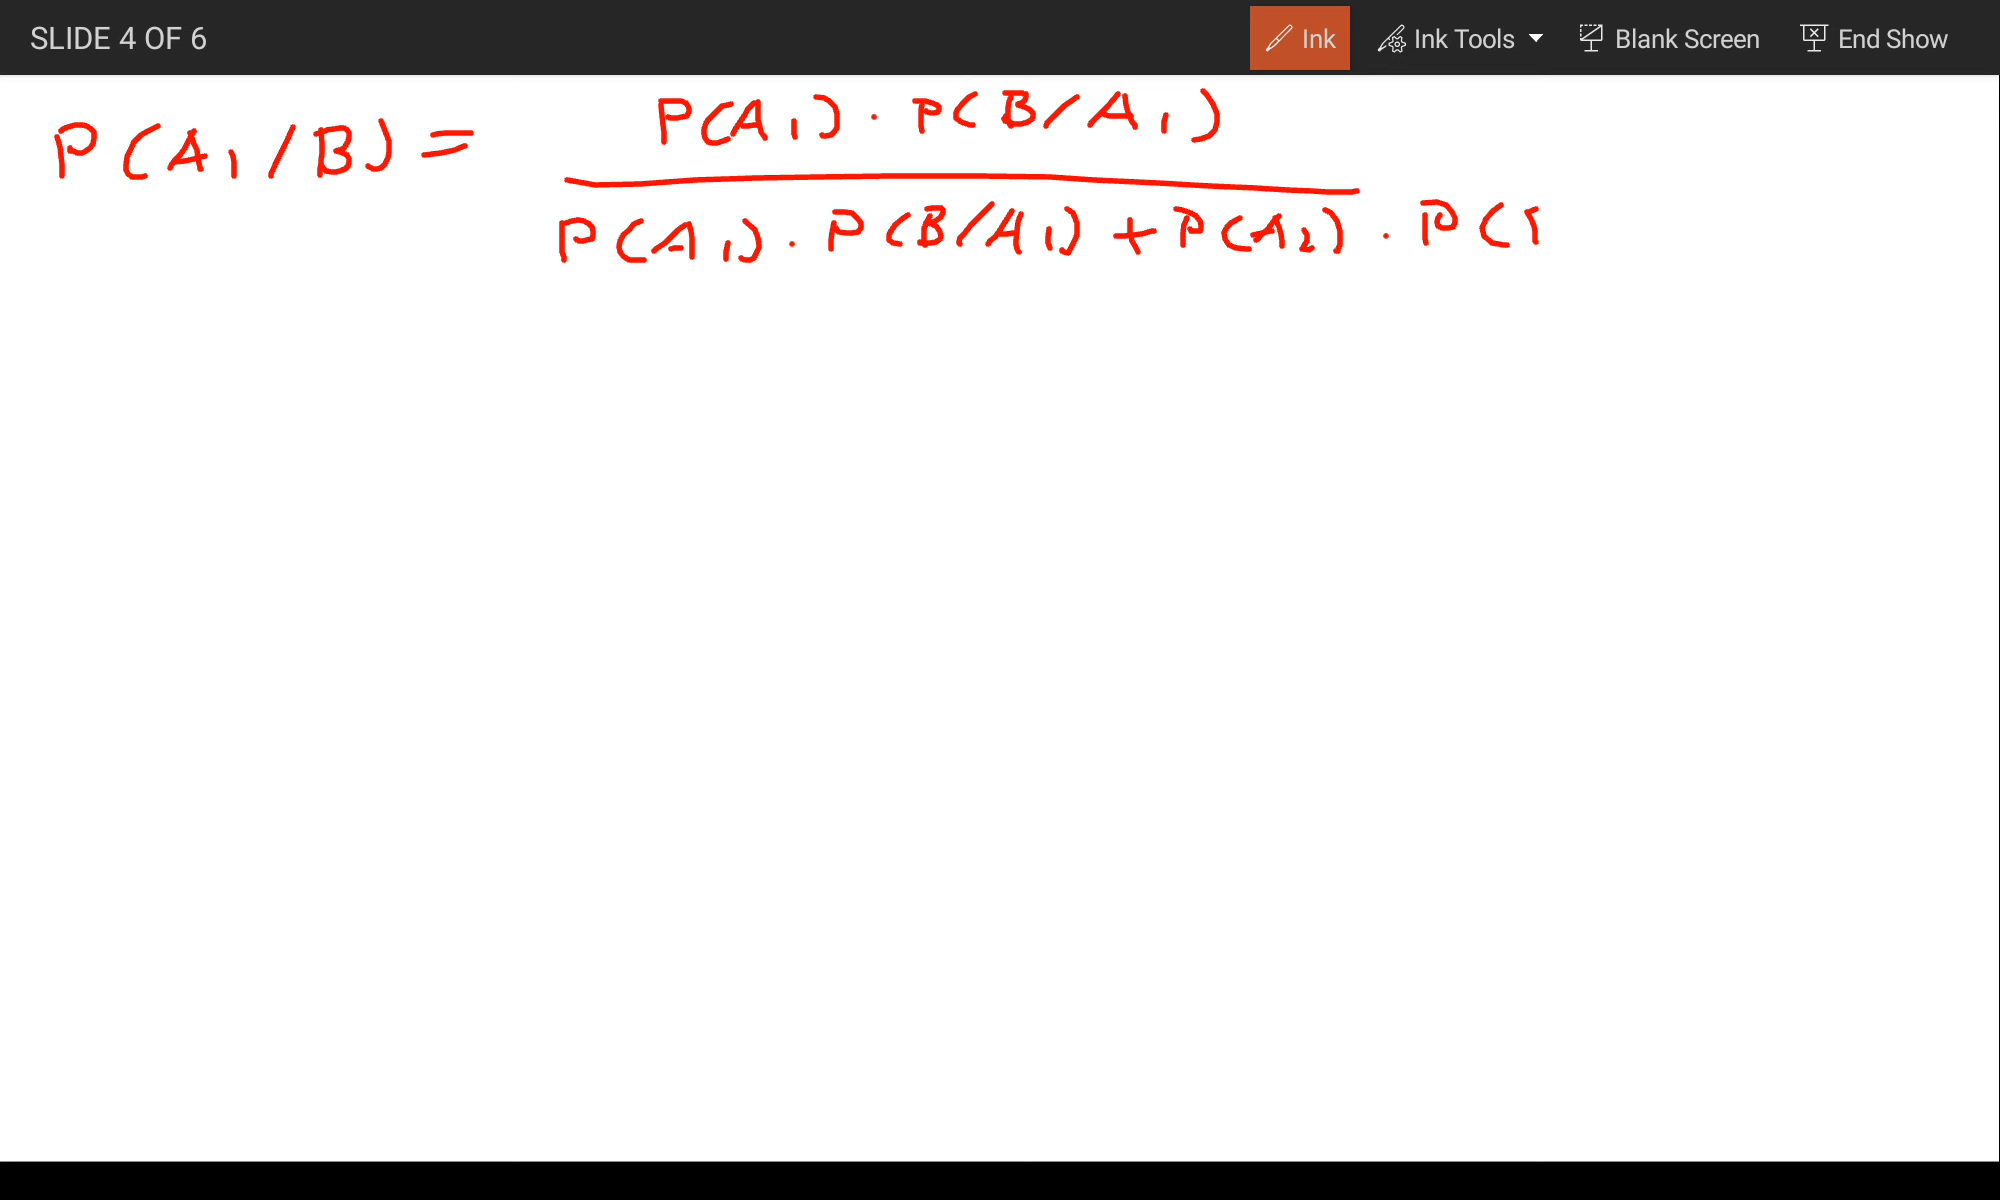 SLIDE 4 OF 6 Ink Ink Tools Blank Screen End Show
P(A₁/B) =
P(A₁) · P(B/A₁)
P(A₁) · P(B/A₁) + P(A₂) · P(